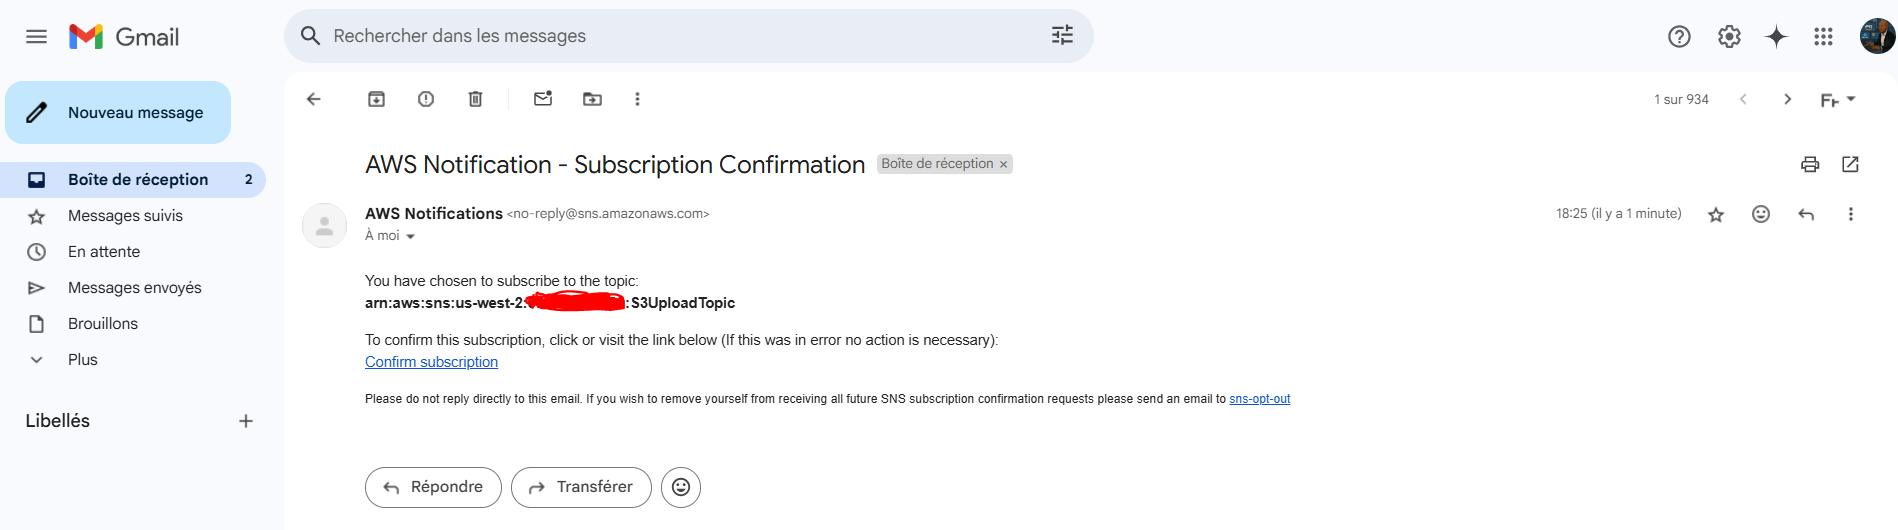 Gmail
Rechercher dans les messages
Nouveau message
1 sur 934
Fr
Boîte de réception 2
Messages suivis
En attente
Messages envoyés
Brouillons
Plus
Libellés
AWS Notification - Subscription Confirmation Boîte de réception ×
AWS Notifications <no-reply@sns.amazonaws.com> 18:25 (il y a 1 minute)
À moi
You have chosen to subscribe to the topic:
arn:aws:sns:us-west-2: :S3UploadTopic
To confirm this subscription, click or visit the link below (If this was in error no action is necessary):
Confirm subscription
Please do not reply directly to this email. If you wish to remove yourself from receiving all future SNS subscription confirmation requests please send an email to sns-opt-out
Répondre Transférer